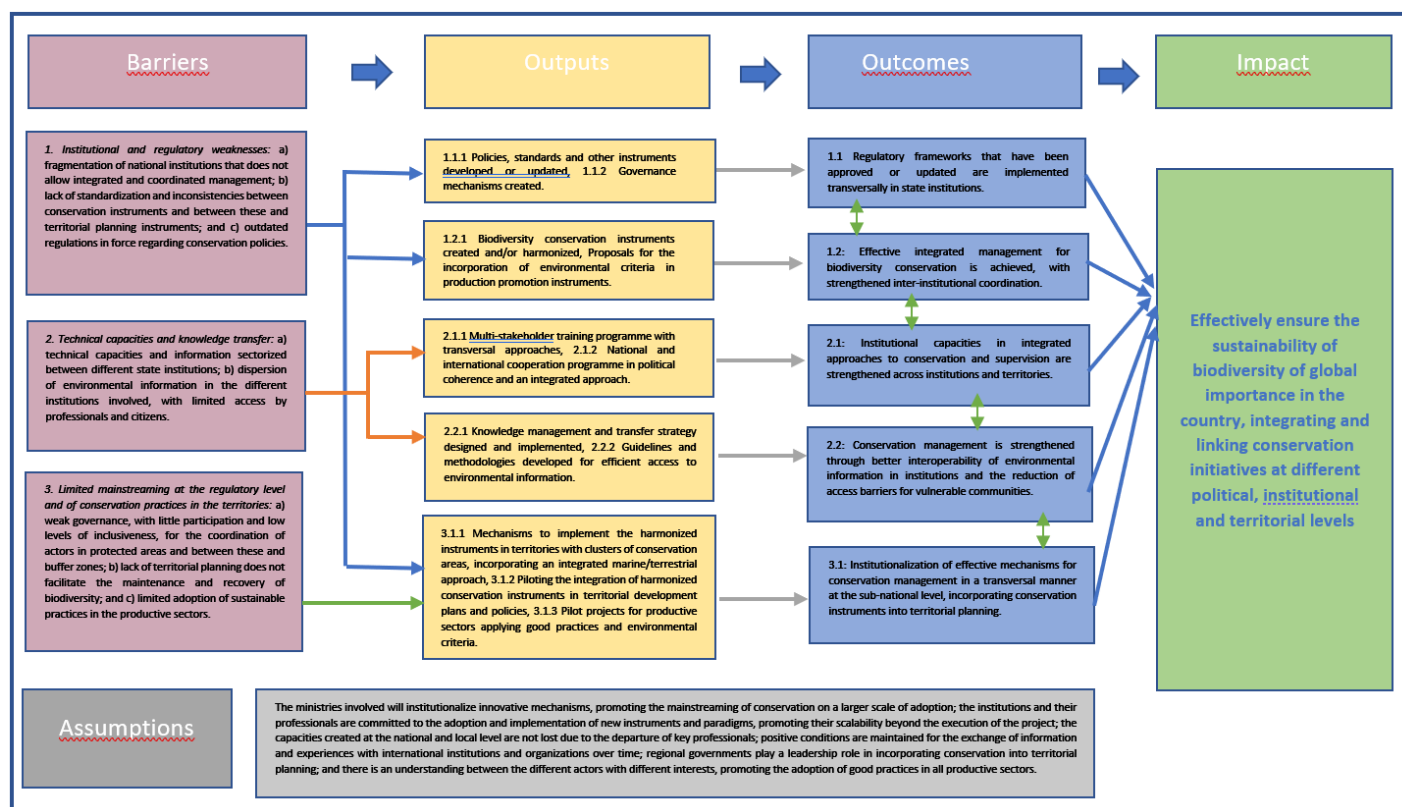 Barriers
Outputs
Outcomes
Impact
1. Institutional and regulatory weaknesses: a)
fragmentation of national institutions that does not
allow integrated and coordinated management; b)
lack of standardization and inconsistencies between
conservation instruments and between these and
territorial planning instruments; and c) outdated
regulations in force regarding conservation policies.
2. Technical capacities and knowledge transfer: a)
technical capacities and information sectorized
between different state institutions; b) dispersion
of environmental information in the different
institutions involved, with limited access by
professionals and citizens.
3. Limited mainstreaming at the regulatory level
and of conservation practices in the territories: a)
weak governance, with little participation and low
levels of inclusiveness, for the coordination of
actors in protected areas and between these and
buffer zones; b) lack of territorial planning does not
facilitate the maintenance and recovery of
biodiversity; and c) limited adoption of sustainable
practices in the productive sectors.
1.1.1 Policies, standards and other instruments
developed or updated, 1.1.2 Governance
mechanisms created.
1.2.1 Biodiversity conservation instruments
created and/or harmonized, Proposals for the
incorporation of environmental criteria in
production promotion instruments.
2.1.1 Multi-stakeholder training programme with
transversal approaches, 2.1.2 National and
international cooperation programme in political
coherence and an integrated approach.
2.2.1 Knowledge management and transfer strategy
designed and implemented, 2.2.2 Guidelines and
methodologies developed for efficient access to
environmental information.
3.1.1 Mechanisms to implement the harmonized
instruments in territories with clusters of conservation
areas, incorporating an integrated marine/terrestrial
approach, 3.1.2 Piloting the integration of harmonized
conservation instruments in territorial development
plans and policies, 3.1.3 Pilot projects for productive
sectors applying good practices and environmental
criteria.
1.1 Regulatory frameworks that have been
approved or updated are implemented
transversally in state institutions.
1.2: Effective integrated management for
biodiversity conservation is achieved, with
strengthened inter-institutional coordination.
2.1: Institutional capacities in integrated
approaches to conservation and supervision are
strengthened across institutions and territories.
2.2: Conservation management is strengthened
through better interoperability of environmental
information in institutions and the reduction of
access barriers for vulnerable communities.
3.1: Institutionalization of effective mechanisms for
conservation management in a transversal manner
at the sub-national level, incorporating conservation
instruments into territorial planning.
Effectively ensure the
sustainability of
biodiversity of global
importance in the
country, integrating and
linking conservation
initiatives at different
political, institutional
and territorial levels
Assumptions
The ministries involved will institutionalize innovative mechanisms, promoting the mainstreaming of conservation on a larger scale of adoption; the institutions and their
professionals are committed to the adoption and implementation of new instruments and paradigms, promoting their scalability beyond the execution of the project; the
capacities created at the national and local level are not lost due to the departure of key professionals; positive conditions are maintained for the exchange of information
and experiences with international institutions and organizations over time; regional governments play a leadership role in incorporating conservation into territorial
planning; and there is an understanding between the different actors with different interests, promoting the adoption of good practices in all productive sectors.